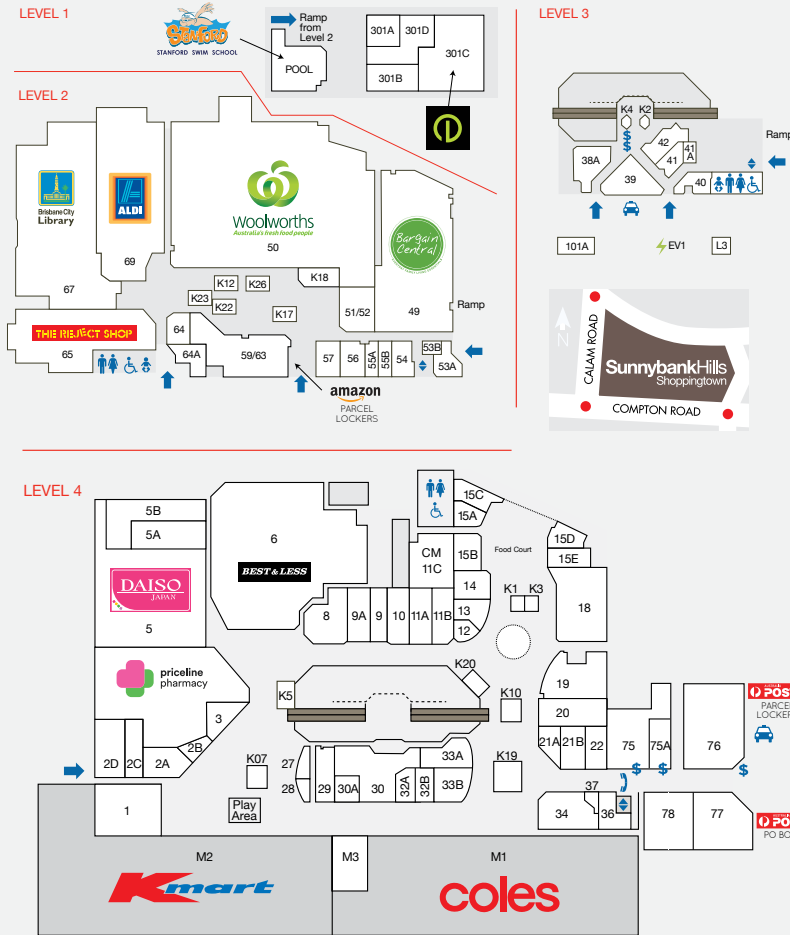 LEVEL 1
STANFORD
STANFORD SWIM SCHOOL
Ramp
from
Level 2
POOL
301A
301D
301C
301B
LEVEL 2
Brisbane City
Library
67
ALDI
69
Woolworths
Australia's fresh food people
50
Bargain
Central
49
K12
K26
K18
K23
K22
K17
51/52
Ramp
THE REJECT SHOP
65
64
64A
59/63
57
56
55A
55B
54
53B
53A
amazon
PARCEL
LOCKERS
LEVEL 3
K4
K2
$
$
38A
39
42
41
41
A
40
Ramp
101A
EV1
L3
N
CALAM ROAD
SunnybankHills
Shoppingtown
COMPTON ROAD
LEVEL 4
5B
5A
DAISO
JAPAN
5
6
BEST & LESS
priceline
pharmacy
3
2B
2A
2C
2D
1
8
9A
9
10
11A
11B
CM
11C
15C
15A
15B
14
13
12
Food Court
15D
15E
18
K1
K3
K5
K20
K10
K07
K19
Play
Area
27
28
29
30A
30
32A
32B
33A
33B
19
20
21A
21B
22
75
75A
76
$
$
$
POST
PARCEL
LOCKERS
37
34
36
78
77
POS
PO BO
M2
Kmart
M3
M1
coles